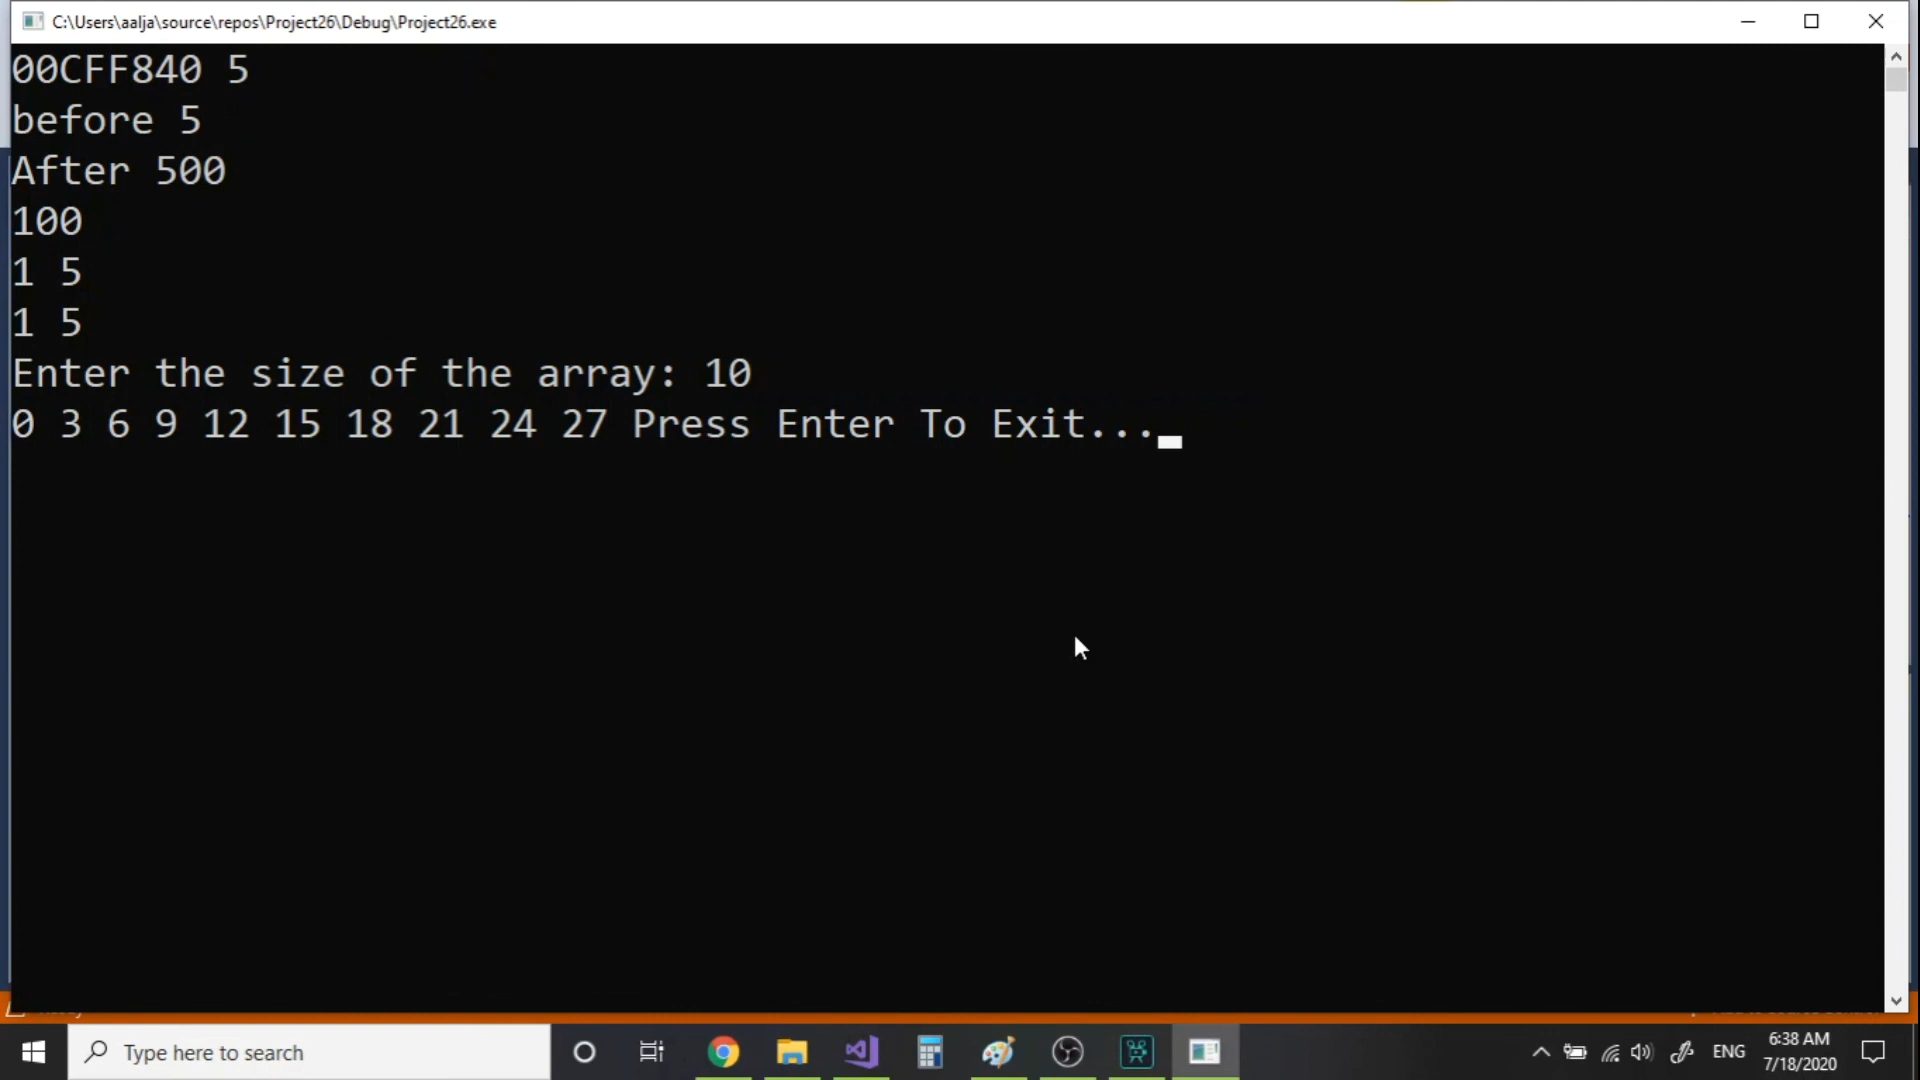 C:\Users\aalja\source\repos\Project26\Debug\Project26.exe
00CFF840 5
before 5
After 500
100
1 5
1 5
Enter the size of the array: 10
0 3 6 9 12 15 18 21 24 27 Press Enter To Exit...
Type here to search
ENG
6:38 AM
7/18/2020